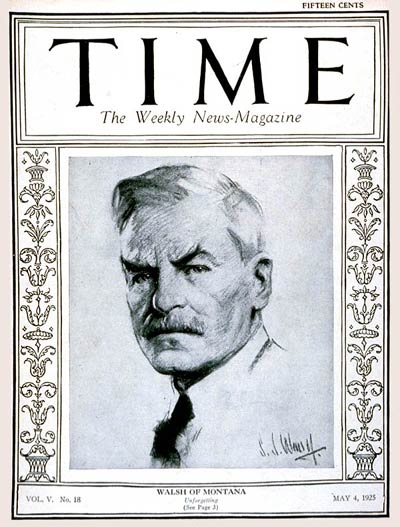 FIFTEEN CENTS
TIME
The Weekly News-Magazine
WALSH OF MONTANA
VOL. V. No. 18
Unforgetting
MAY 4, 1925
(See Page 3)